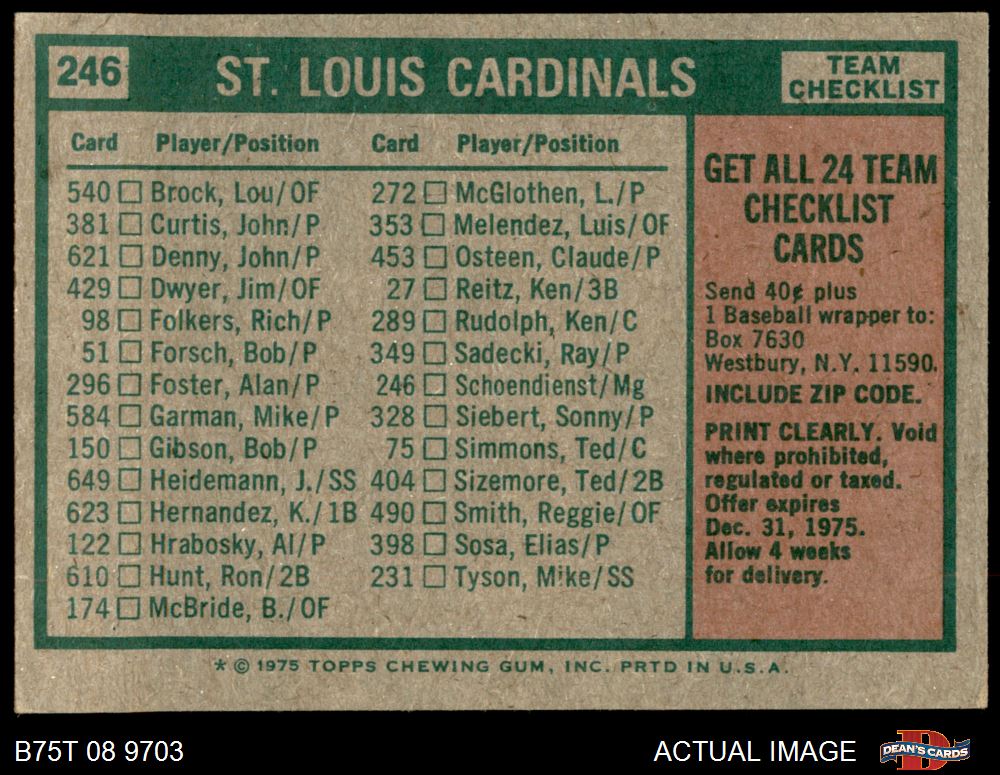 246 ST. LOUIS CARDINALS TEAM CHECKLIST
Card Player/Position
540 Brock, Lou/OF
381 Curtis, John/P
621 Denny, John/P
429 Dwyer, Jim/OF
98 Folkers, Rich/P
51 Forsch, Bob/P
296 Foster, Alan/P
584 Garman, Mike/P
150 Gibson, Bob/P
649 Heidemann, J./SS
623 Hernandez, K./1B
122 Hrabosky, Al/P
610 Hunt, Ron/2B
174 McBride, B./OF
Card Player/Position
272 McGlothen, L./P
353 Melendez, Luis/OF
453 Osteen, Claude/P
27 Reitz, Ken/3B
289 Rudolph, Ken/C
349 Sadecki, Ray/P
246 Schoendienst/Mg
328 Siebert, Sonny/P
75 Simmons, Ted/C
404 Sizemore, Ted/2B
490 Smith, Reggie/OF
398 Sosa, Elias/P
231 Tyson, Mike/SS
GET ALL 24 TEAM
CHECKLIST
CARDS
Send 40¢ plus
1 Baseball wrapper to:
Box 7630
Westbury, N.Y. 11590.
INCLUDE ZIP CODE.
PRINT CLEARLY. Void
where prohibited,
regulated or taxed.
Offer expires
Dec. 31, 1975.
Allow 4 weeks
for delivery.
* © 1975 TOPPS CHEWING GUM, INC. PRTD IN U.S.A.
B75T 08 9703
ACTUAL IMAGE
D
DEAN'S CARDS